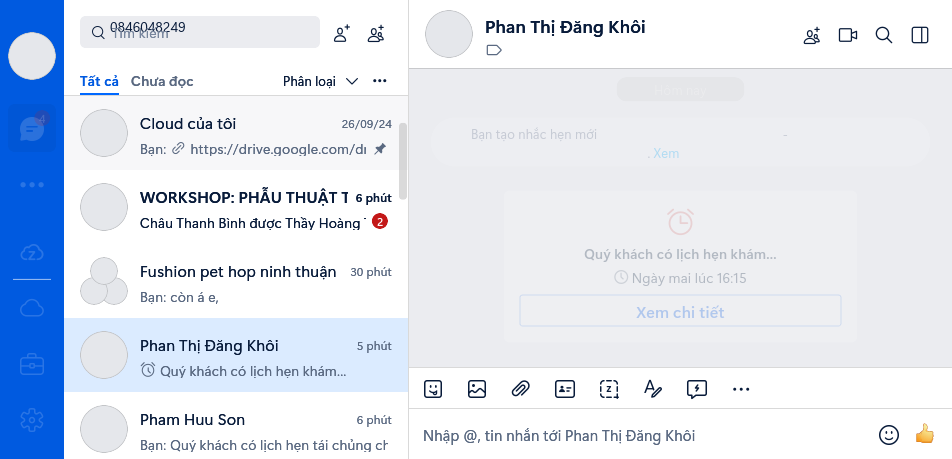 0846048249
Tìm kiếm
Tất cả
Chưa đọc
Phân loại
4
Cloud của tôi
26/09/24
Bạn: https://drive.google.com/dr
WORKSHOP: PHẪU THUẬT T
6 phút
Châu Thanh Bình được Thầy Hoàng T
2
Fushion pet hop ninh thuận
30 phút
Bạn: còn á e,
Phan Thị Đăng Khôi
5 phút
Quý khách có lịch hẹn khám...
Pham Huu Son
6 phút
Bạn: Quý khách có lịch hẹn tái chủng ch
Phan Thị Đăng Khôi
Bạn tạo nhắc hẹn mới -
. Xem
Quý khách có lịch hẹn khám...
Ngày mai lúc 16:15
Xem chi tiết
Nhập @, tin nhắn tới Phan Thị Đăng Khôi